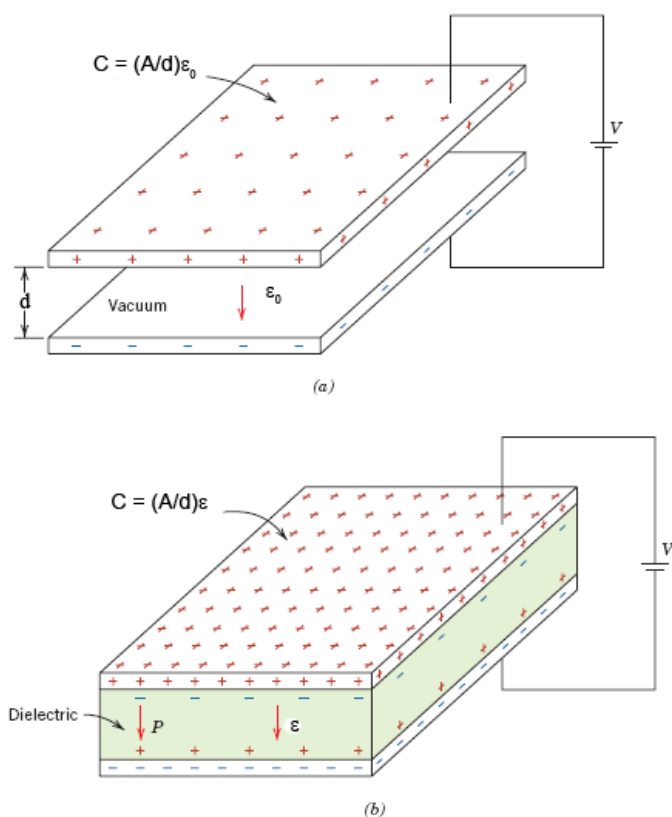 C = (A/d)ε₀
V
d
Vacuum
ε₀
(a)
C = (A/d)ε
V
Dielectric
P
ε
(b)